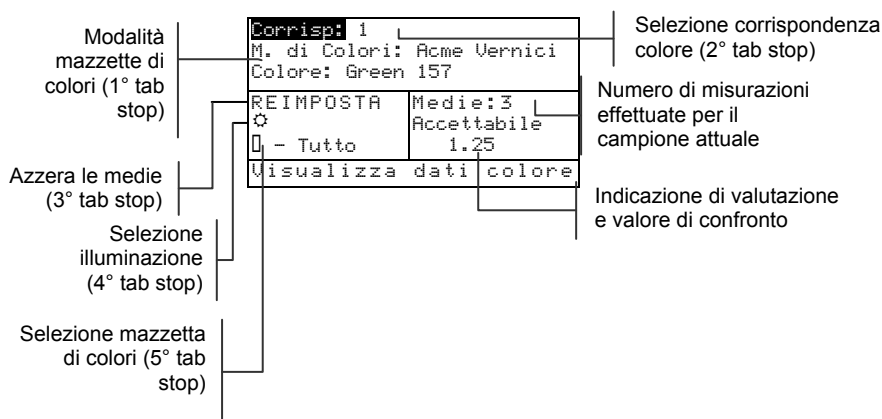 Modalità
mazzette di
colori (1° tab
stop)
Azzera le medie
(3° tab stop)
Selezione
illuminazione
(4° tab stop)
Selezione mazzetta
di colori (5° tab
stop)
Corrisp: 1
M. di Colori: Acme Vernici
Colore: Green 157
REIMPOSTA
- Tutto
Medie:3
Accettabile
1.25
Visualizza dati colore
Selezione corrispondenza
colore (2° tab stop)
Numero di misurazioni
effettuate per il
campione attuale
Indicazione di valutazione
e valore di confronto